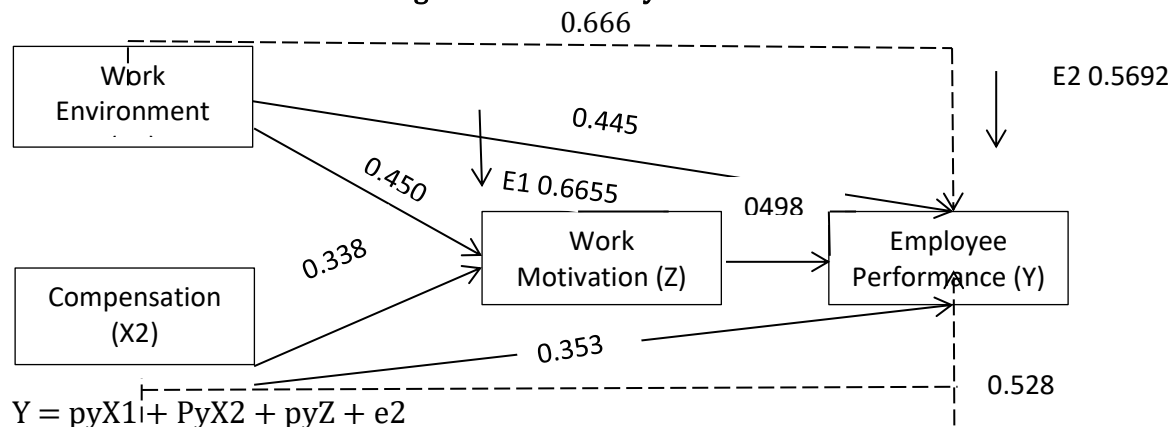 0.666
Work
Environment
E2 0.5692
0.445
0.450
E1 0.6655
0498
0.338
Work
Motivation (Z)
Employee
Performance (Y)
Compensation
(X2)
0.353
0.528
Y = pyX1 + PyX2 + pyZ + e2